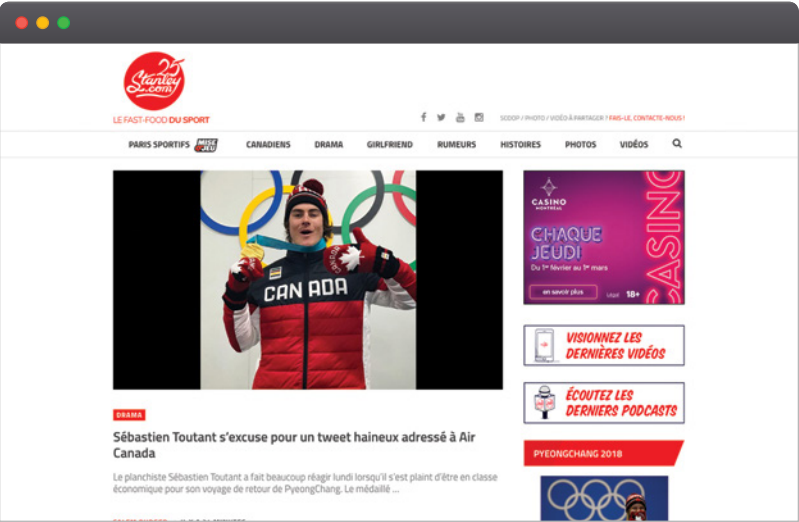 25
Stanley
.com
LE FAST-FOOD DU SPORT
SCOOP / PHOTO / VIDÉO À PARTAGER ? FAIS-LE, CONTACTE-NOUS !
PARIS SPORTIFS MISE O JEU CANADIENS DRAMA GIRLFRIEND RUMEURS HISTOIRES PHOTOS VIDÉOS
CANADA
DRAMA
Sébastien Toutant s'excuse pour un tweet haineux adressé à Air
Canada
Le planchiste Sébastien Toutant a fait beaucoup réagir lundi lorsqu'il s'est plaint d'être en classe
économique pour son voyage de retour de PyeongChang. Le médaillé ...
CASINO
MONTRÉAL
CHAQUE
JEUDI
Du 1er février au 1er mars
en savoir plus
18+
CASINO
VISIONNEZ LES
DERNIÈRES VIDÉOS
ÉCOUTEZ LES
DERNIERS PODCASTS
PYEONGCHANG 2018